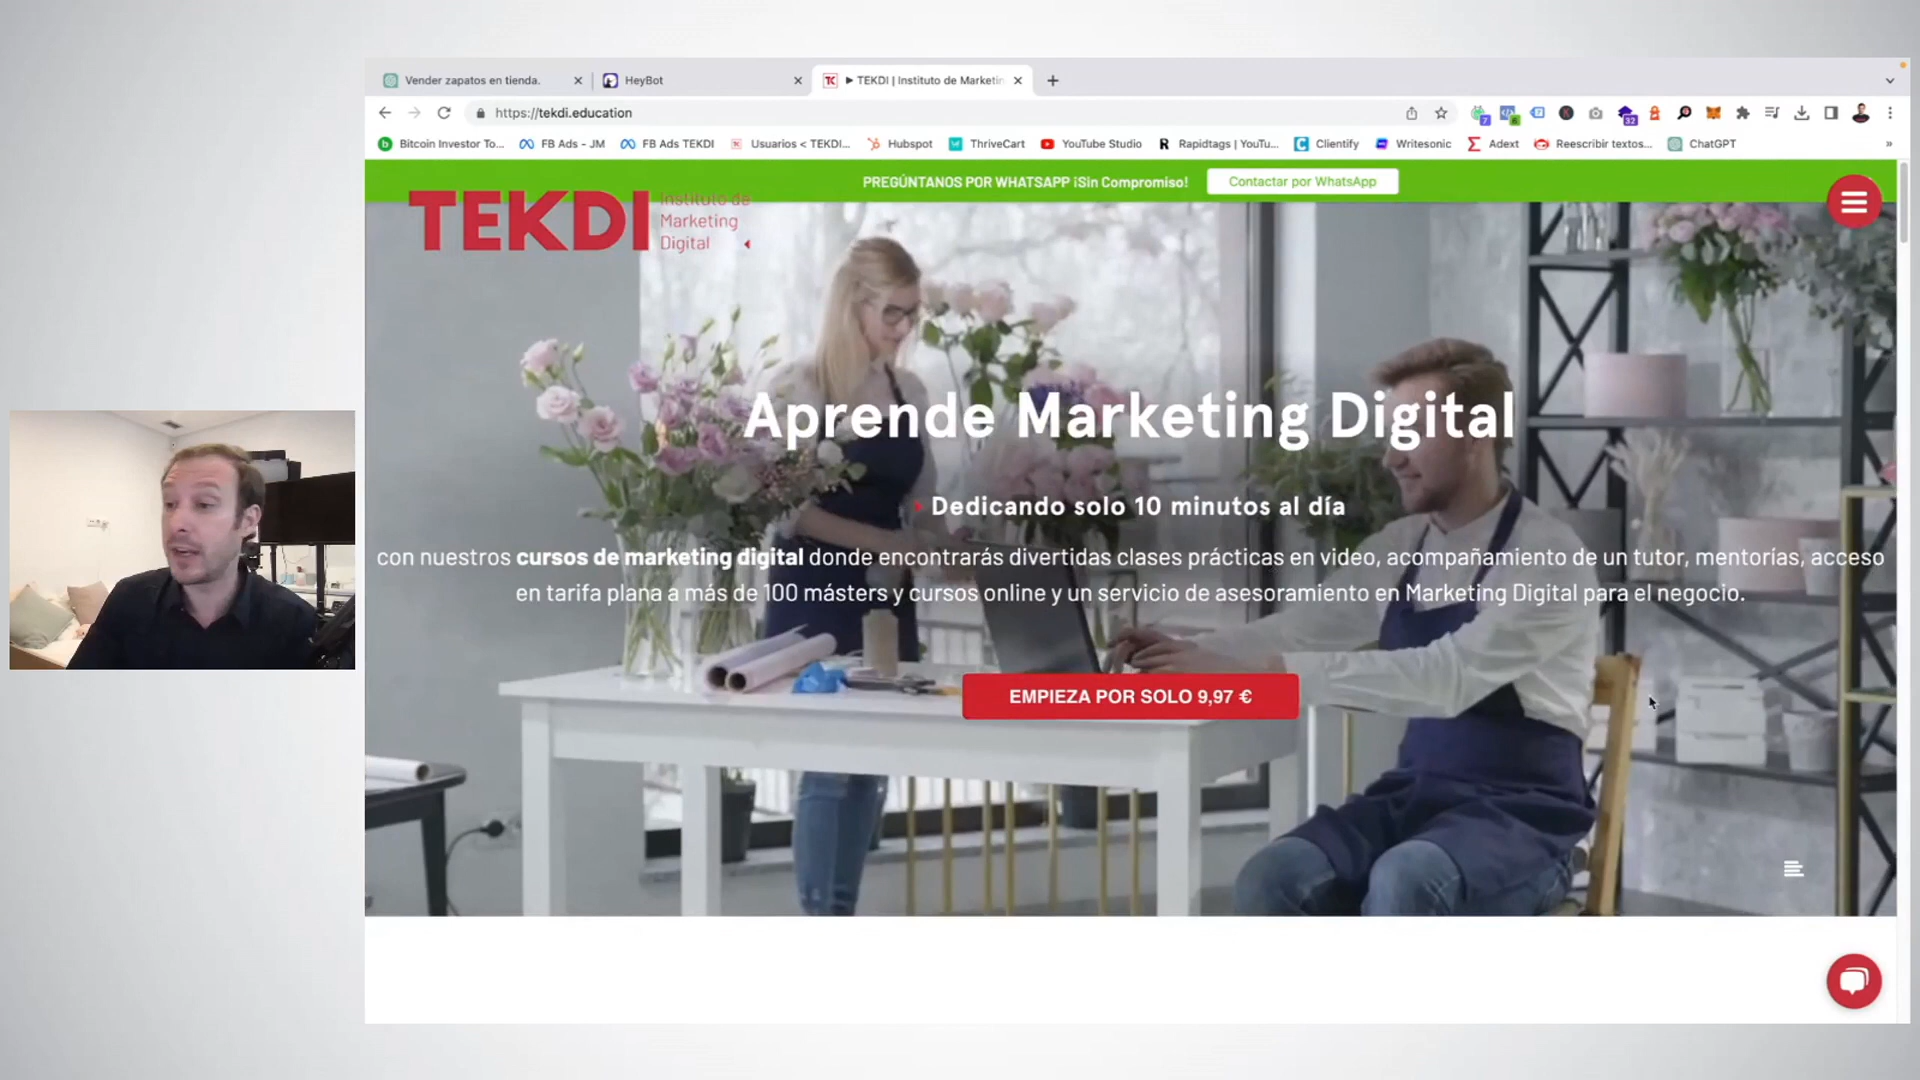 Vender zapatos en tienda.
HeyBot
▶ TEKDI | Instituto de Marketin
https://tekdi.education
7
6
32
Bitcoin Investor To...
FB Ads - JM
FB Ads TEKDI
Usuarios < TEKDI...
Hubspot
ThriveCart
YouTube Studio
Rapidtags | YouTu...
Clientify
Writesonic
Adext
Reescribir textos...
ChatGPT
»
PREGÚNTANOS POR WHATSAPP ¡Sin Compromiso!
Contactar por WhatsApp
TEKDI
Instituto de
Marketing
Digital
Aprende Marketing Digital
Dedicando solo 10 minutos al día
con nuestros cursos de marketing digital donde encontrarás divertidas clases prácticas en video, acompañamiento de un tutor, mentorías, acceso
en tarifa plana a más de 100 másters y cursos online y un servicio de asesoramiento en Marketing Digital para el negocio.
EMPIEZA POR SOLO 9,97 €